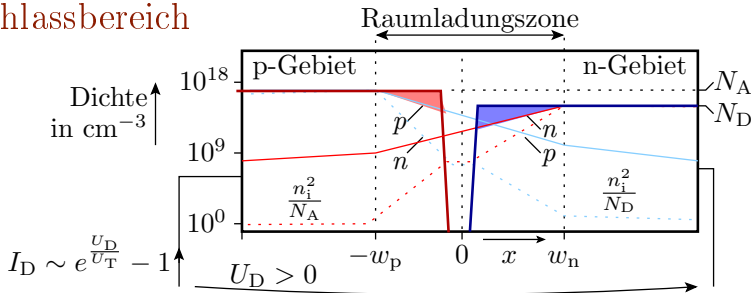 hlassbereich
Raumladungszone
p-Gebiet
n-Gebiet
10^18
N_A
Dichte
in cm^−3
N_D
p
n
10^9
n
p
n_i^2/N_A
n_i^2/N_D
10^0
I_D ∼ e^(U_D/U_T) − 1
−w_p
0
x
w_n
U_D > 0